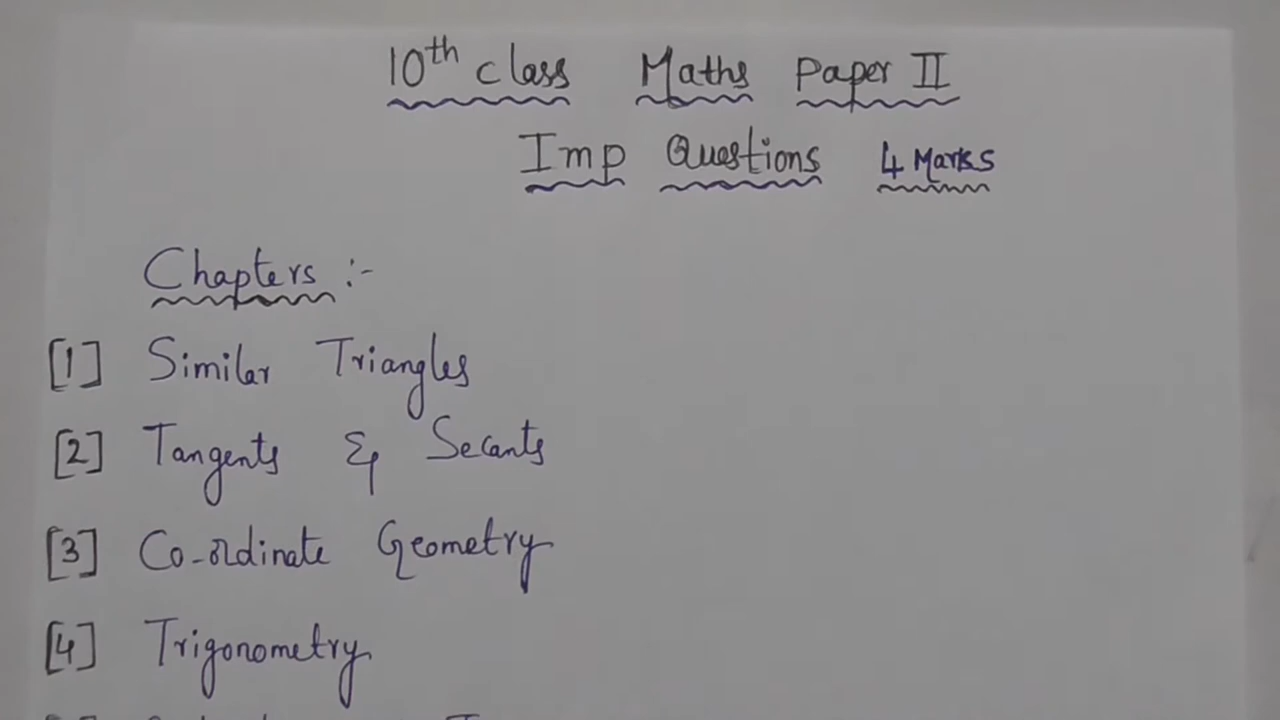 10th class Maths Paper II
Imp Questions 4 Marks
Chapters :-
[1] Similar Triangles
[2] Tangents & Secants
[3] Co-ordinate Geometry
[4] Trigonometry